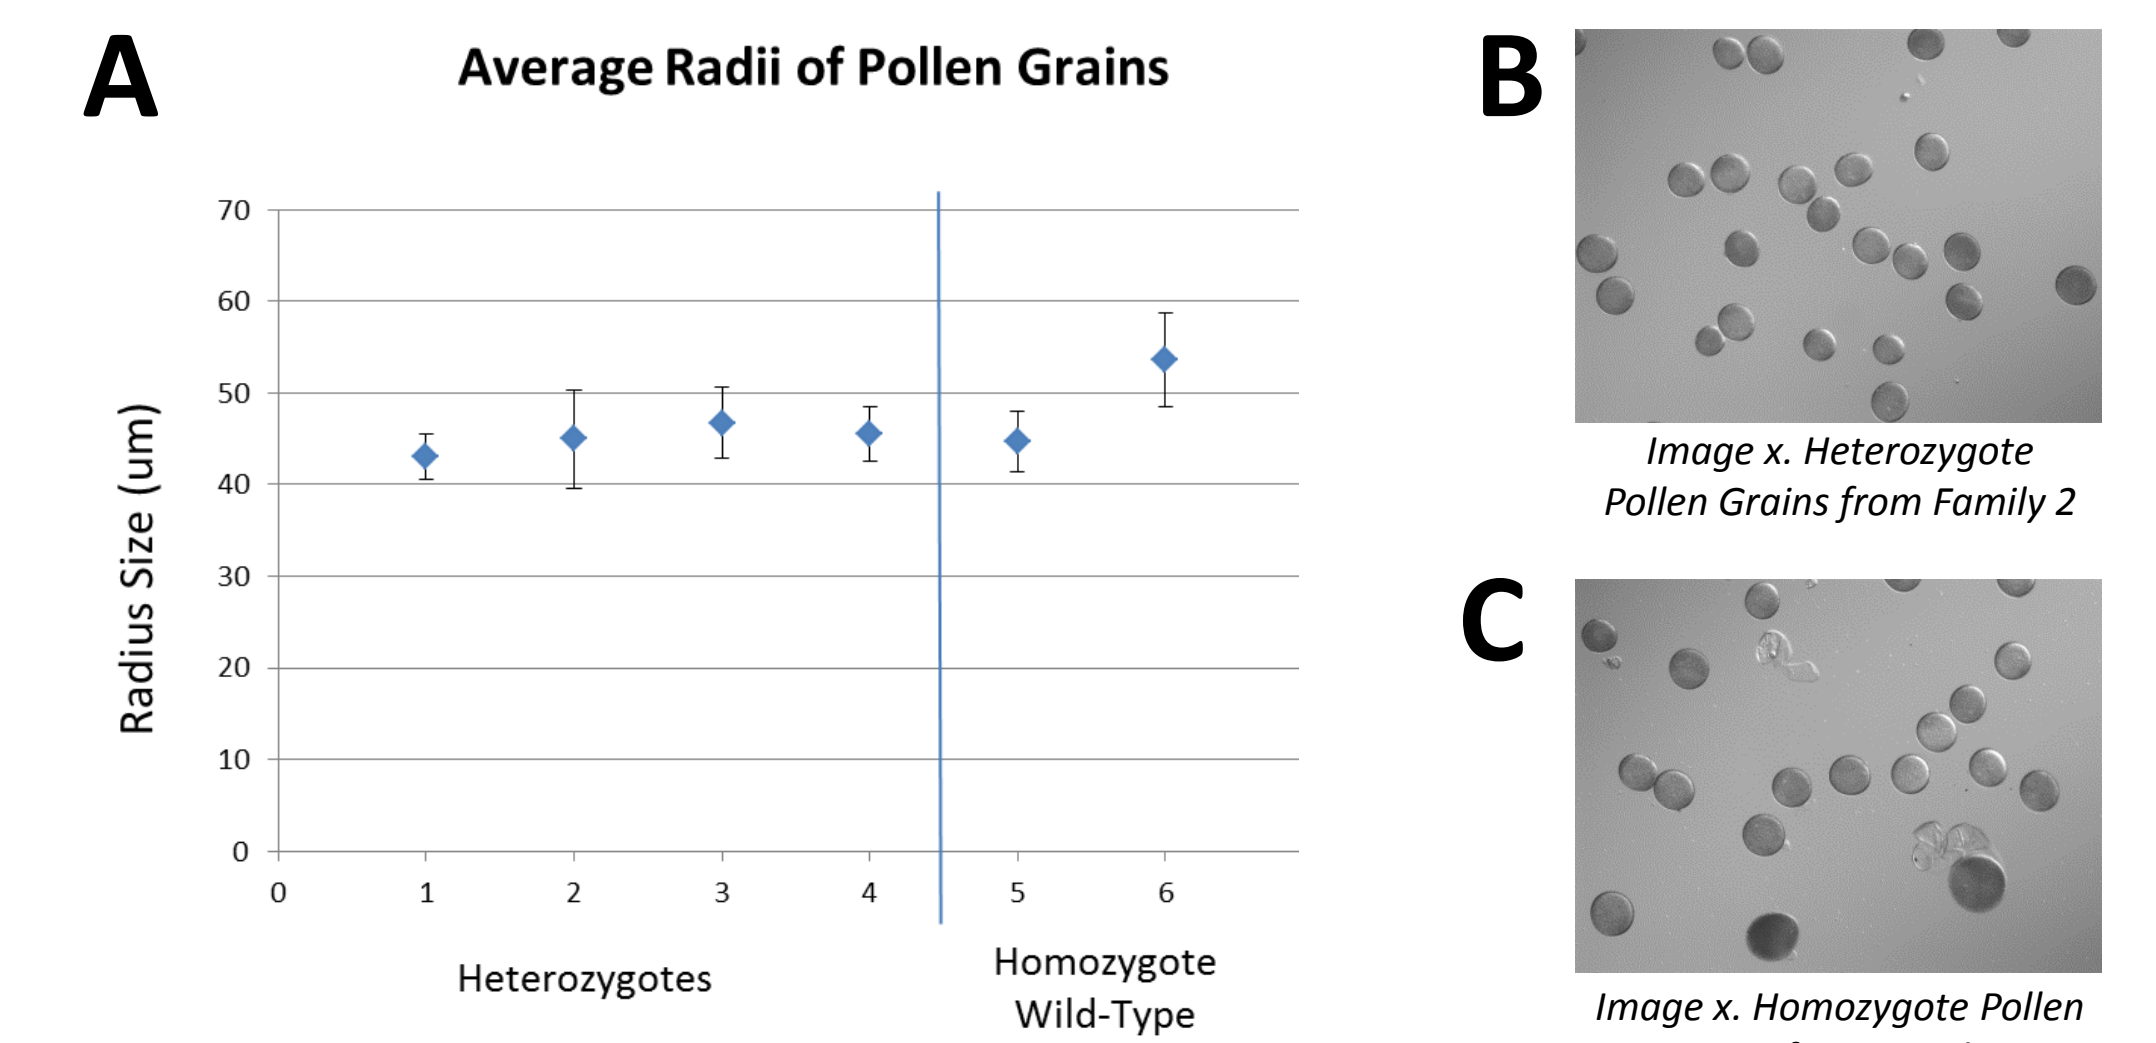 A
Average Radii of Pollen Grains
Radius Size (um)
70
60
50
40
30
20
10
0
0 1 2 3 4 5 6
Heterozygotes
Homozygote
Wild-Type
B
Image x. Heterozygote
Pollen Grains from Family 2
C
Image x. Homozygote Pollen